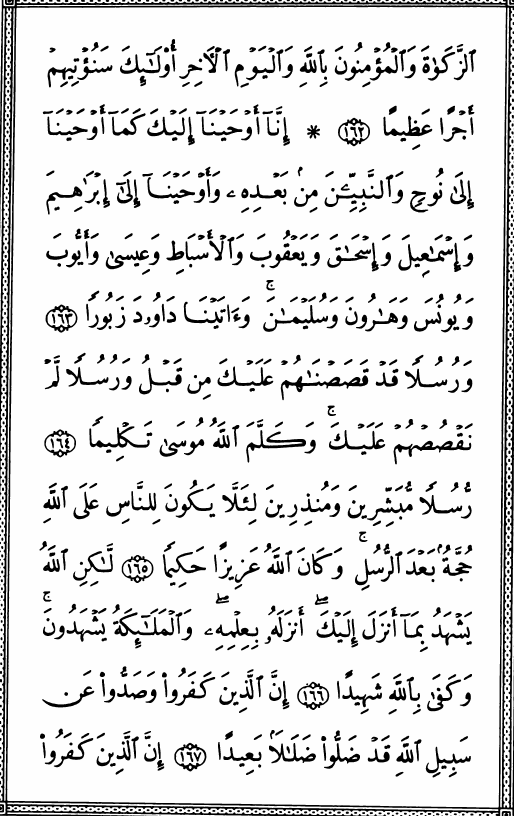 ٱلزَّكَوٰةَ وَٱلْمُؤْمِنُونَ بِٱللَّهِ وَٱلْيَوْمِ ٱلْأَخِرِ أُوْلَٰٓئِكَ سَنُؤْتِيهِمْ
أَجْرًا عَظِيمًا ١٦٢ * إِنَّآ أَوْحَيْنَآ إِلَيْكَ كَمَآ أَوْحَيْنَآ
إِلَىٰ نُوحٍ وَٱلنَّبِيِّـۧنَ مِنۢ بَعْدِهِۦ وَأَوْحَيْنَآ إِلَىٰٓ إِبْرَٰهِيمَ
وَإِسْمَٰعِيلَ وَإِسْحَٰقَ وَيَعْقُوبَ وَٱلْأَسْبَاطِ وَعِيسَىٰ وَأَيُّوبَ
وَيُونُسَ وَهَٰرُونَ وَسُلَيْمَٰنَۚ وَءَاتَيْنَا دَاوُۥدَ زَبُورًا ١٦٣
وَرُسُلًا قَدْ قَصَصْنَٰهُمْ عَلَيْكَ مِن قَبْلُ وَرُسُلًا لَّمْ
نَقْصُصْهُمْ عَلَيْكَۚ وَكَلَّمَ ٱللَّهُ مُوسَىٰ تَكْلِيمًا ١٦٤
رُّسُلًا مُّبَشِّرِينَ وَمُنذِرِينَ لِئَلَّا يَكُونَ لِلنَّاسِ عَلَى ٱللَّهِ
حُجَّةٌۢ بَعْدَ ٱلرُّسُلِۚ وَكَانَ ٱللَّهُ عَزِيزًا حَكِيمًا ١٦٥ لَّٰكِنِ ٱللَّهُ
يَشْهَدُ بِمَآ أَنزَلَ إِلَيْكَۖ أَنزَلَهُۥ بِعِلْمِهِۦۖ وَٱلْمَلَٰٓئِكَةُ يَشْهَدُونَۚ
وَكَفَىٰ بِٱللَّهِ شَهِيدًا ١٦٦ إِنَّ ٱلَّذِينَ كَفَرُوا۟ وَصَدُّوا۟ عَن
سَبِيلِ ٱللَّهِ قَدْ ضَلُّوا۟ ضَلَٰلًۢا بَعِيدًا ١٦٧ إِنَّ ٱلَّذِينَ كَفَرُوا۟